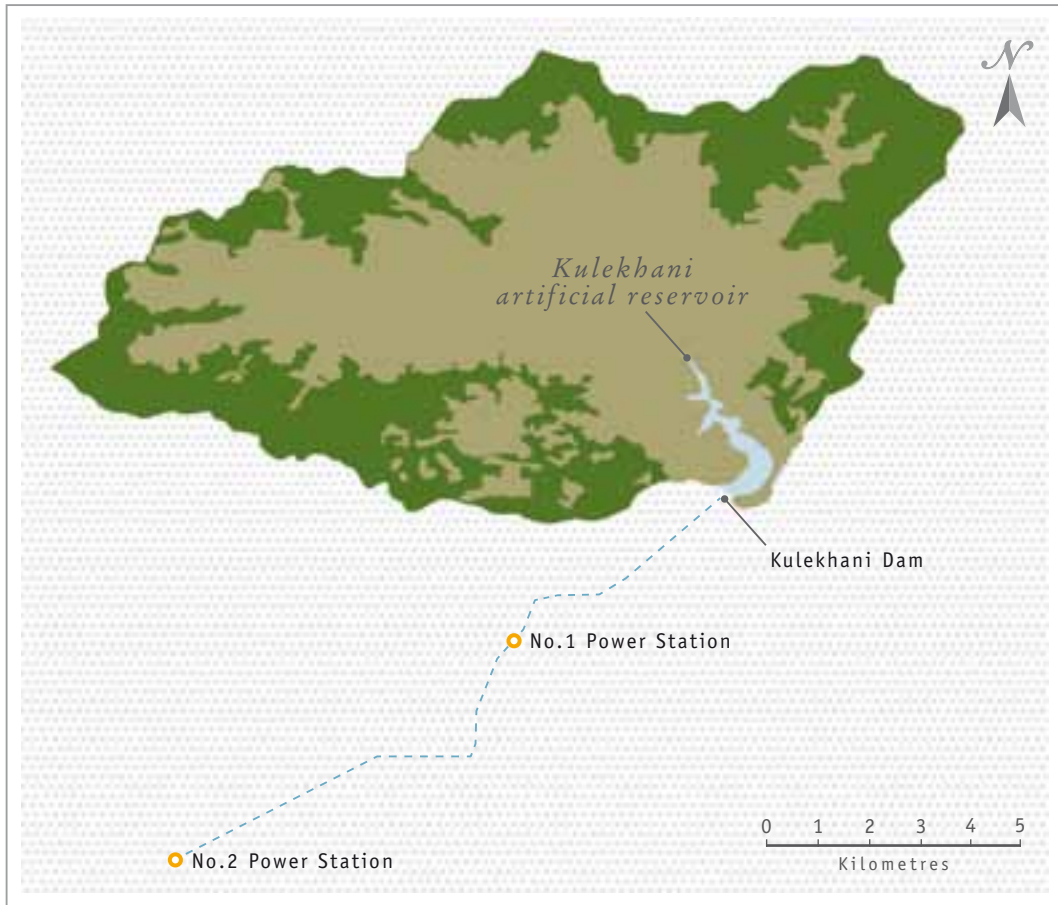 N
Kulekhani
artificial reservoir
Kulekhani Dam
No.1 Power Station
0 1 2 3 4 5
Kilometres
No.2 Power Station